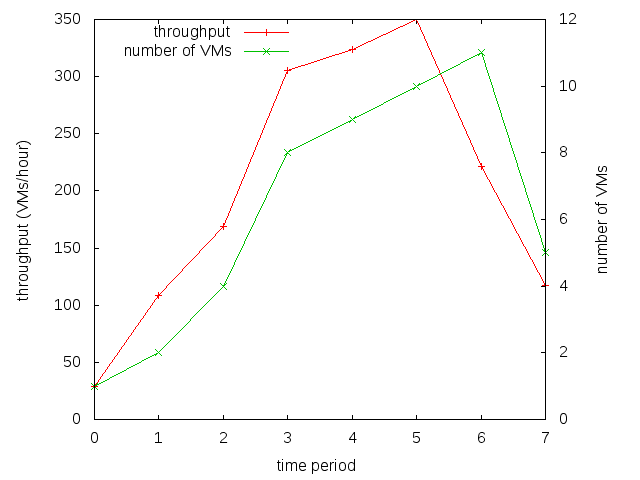 throughput
number of VMs
350
300
250
200
150
100
50
0
throughput (VMs/hour)
12
10
8
6
4
2
0
number of VMs
0 1 2 3 4 5 6 7
time period